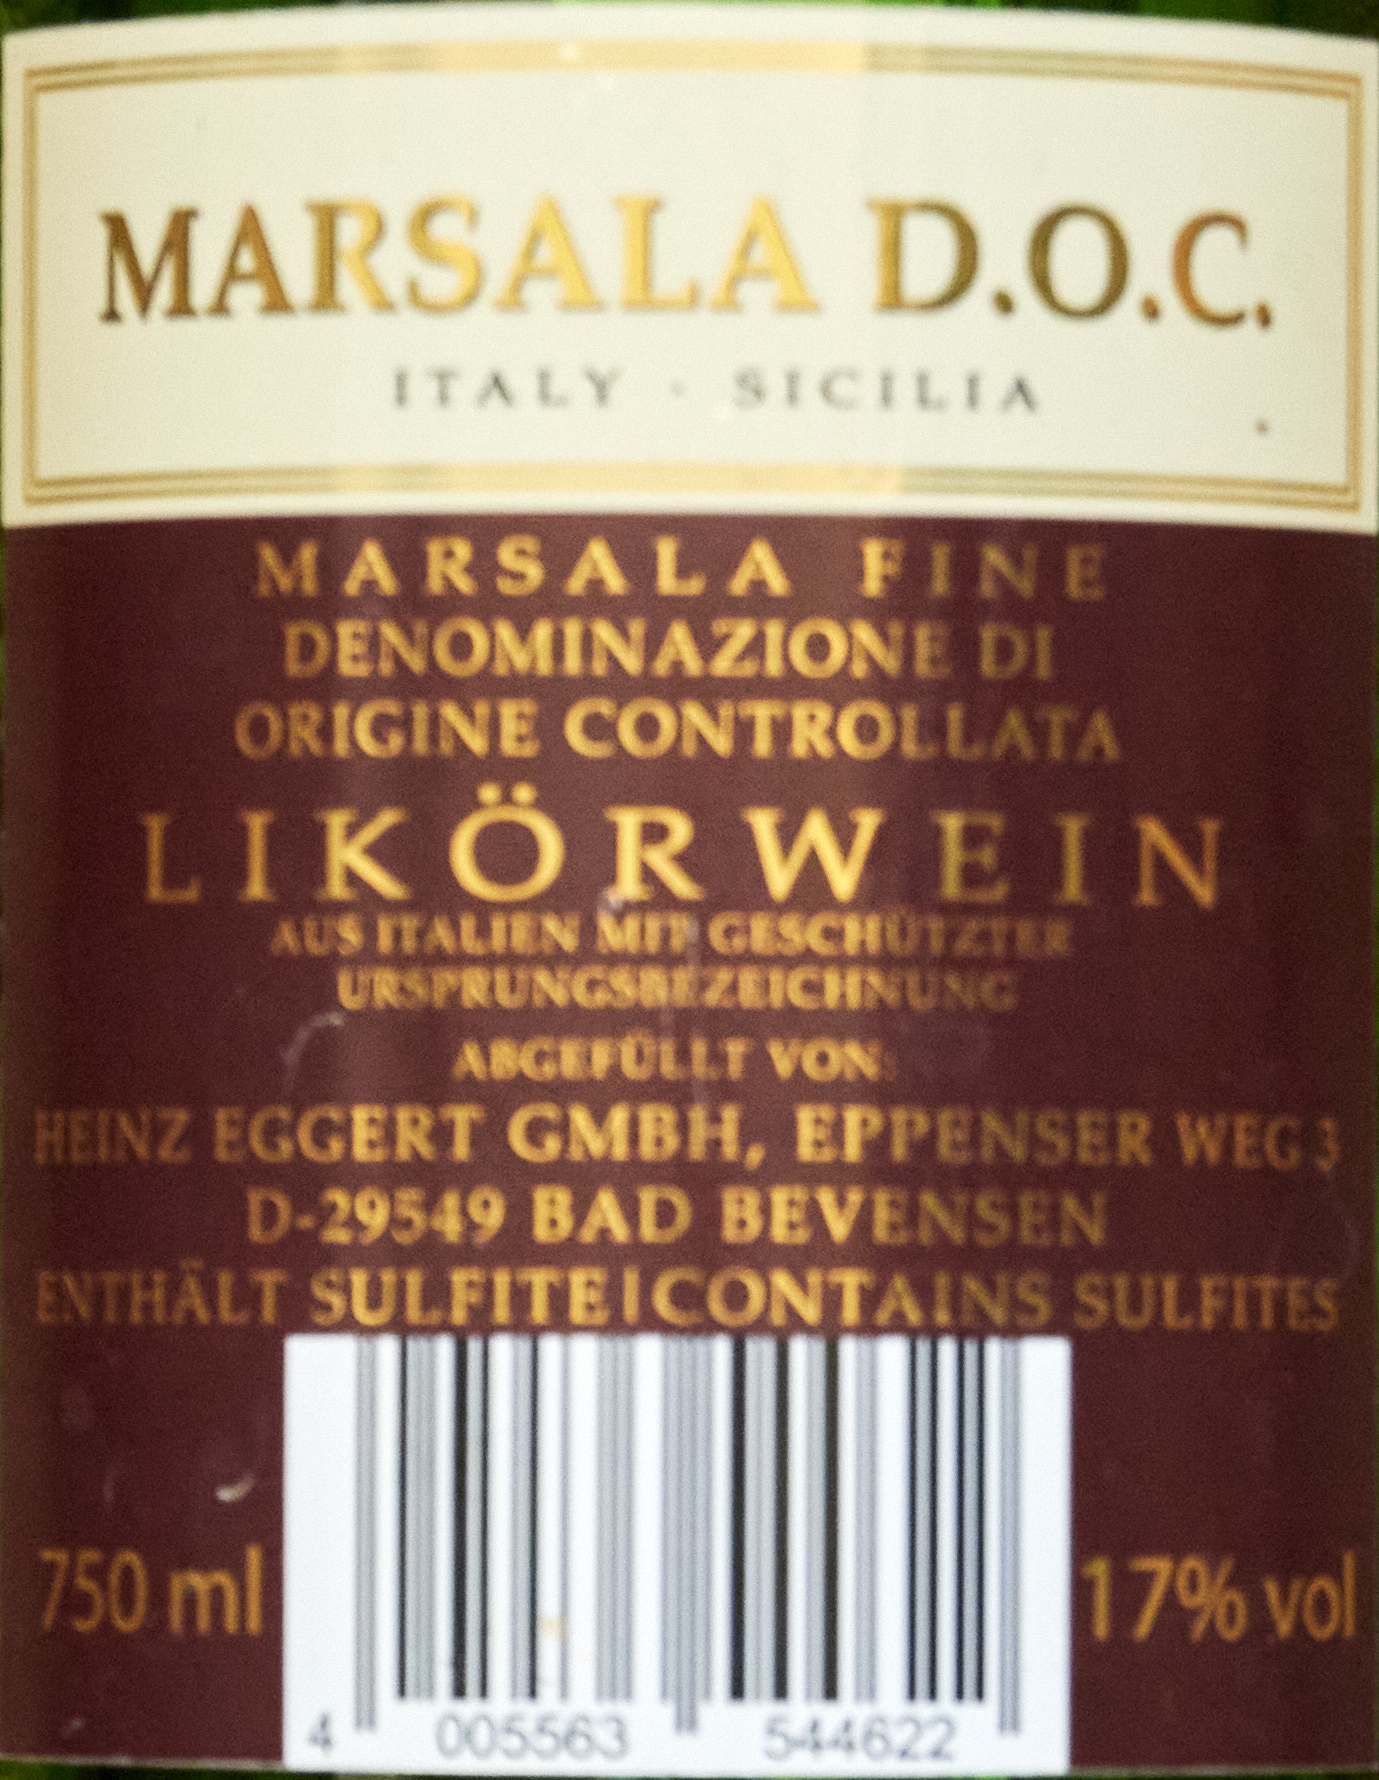 MARSALA D.O.C.
ITALY · SICILIA
MARSALA FINE
DENOMINAZIONE DI
ORIGINE CONTROLLATA
LIKÖRWEIN
AUS ITALIEN MIT GESCHÜTZTER
URSPRUNGSBEZEICHNUNG
ABGEFÜLLT VON:
HEINZ EGGERT GMBH, EPPENSER WEG 3
D-29549 BAD BEVENSEN
ENTHÄLT SULFITE|CONTAINS SULFITES
750 ml 17% vol
4 005563 544622